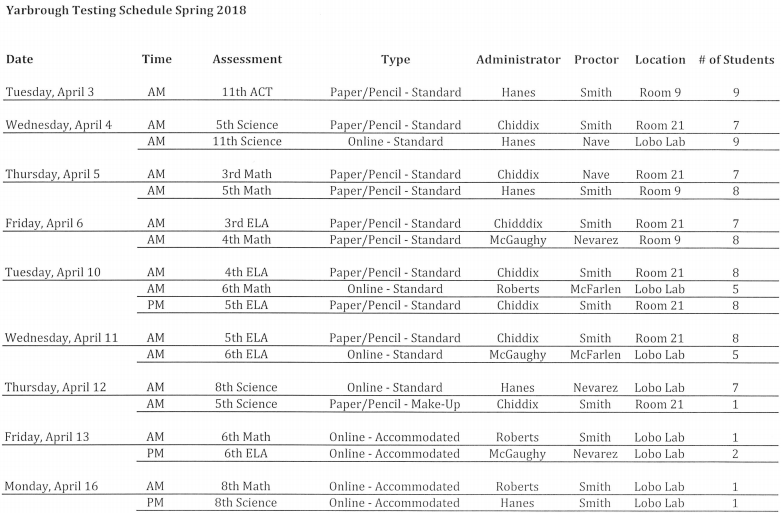 Yarbrough Testing Schedule Spring 2018
Date Time Assessment Type Administrator Proctor Location # of Students
Tuesday, April 3 AM 11th ACT Paper/Pencil - Standard Hanes Smith Room 9 9
Wednesday, April 4 AM 5th Science Paper/Pencil - Standard Chiddix Smith Room 21 7
AM 11th Science Online - Standard Hanes Nave Lobo Lab 9
Thursday, April 5 AM 3rd Math Paper/Pencil - Standard Chiddix Nave Room 21 7
AM 5th Math Paper/Pencil - Standard Hanes Smith Room 9 8
Friday, April 6 AM 3rd ELA Paper/Pencil - Standard Chidddix Smith Room 21 7
AM 4th Math Paper/Pencil - Standard McGaughy Nevarez Room 9 8
Tuesday, April 10 AM 4th ELA Paper/Pencil - Standard Chiddix Smith Room 21 8
AM 6th Math Online - Standard Roberts McFarlen Lobo Lab 5
PM 5th ELA Paper/Pencil - Standard Chiddix Smith Room 21 8
Wednesday, April 11 AM 5th ELA Paper/Pencil - Standard Chiddix Smith Room 21 8
AM 6th ELA Online - Standard McGaughy McFarlen Lobo Lab 5
Thursday, April 12 AM 8th Science Online - Standard Hanes Nevarez Lobo Lab 7
AM 5th Science Paper/Pencil - Make-Up Chiddix Smith Room 21 1
Friday, April 13 AM 6th Math Online - Accommodated Roberts Smith Lobo Lab 1
PM 6th ELA Online - Accommodated McGaughy Nevarez Lobo Lab 2
Monday, April 16 AM 8th Math Online - Accommodated Roberts Smith Lobo Lab 1
PM 8th Science Online - Accommodated Hanes Smith Lobo Lab 1